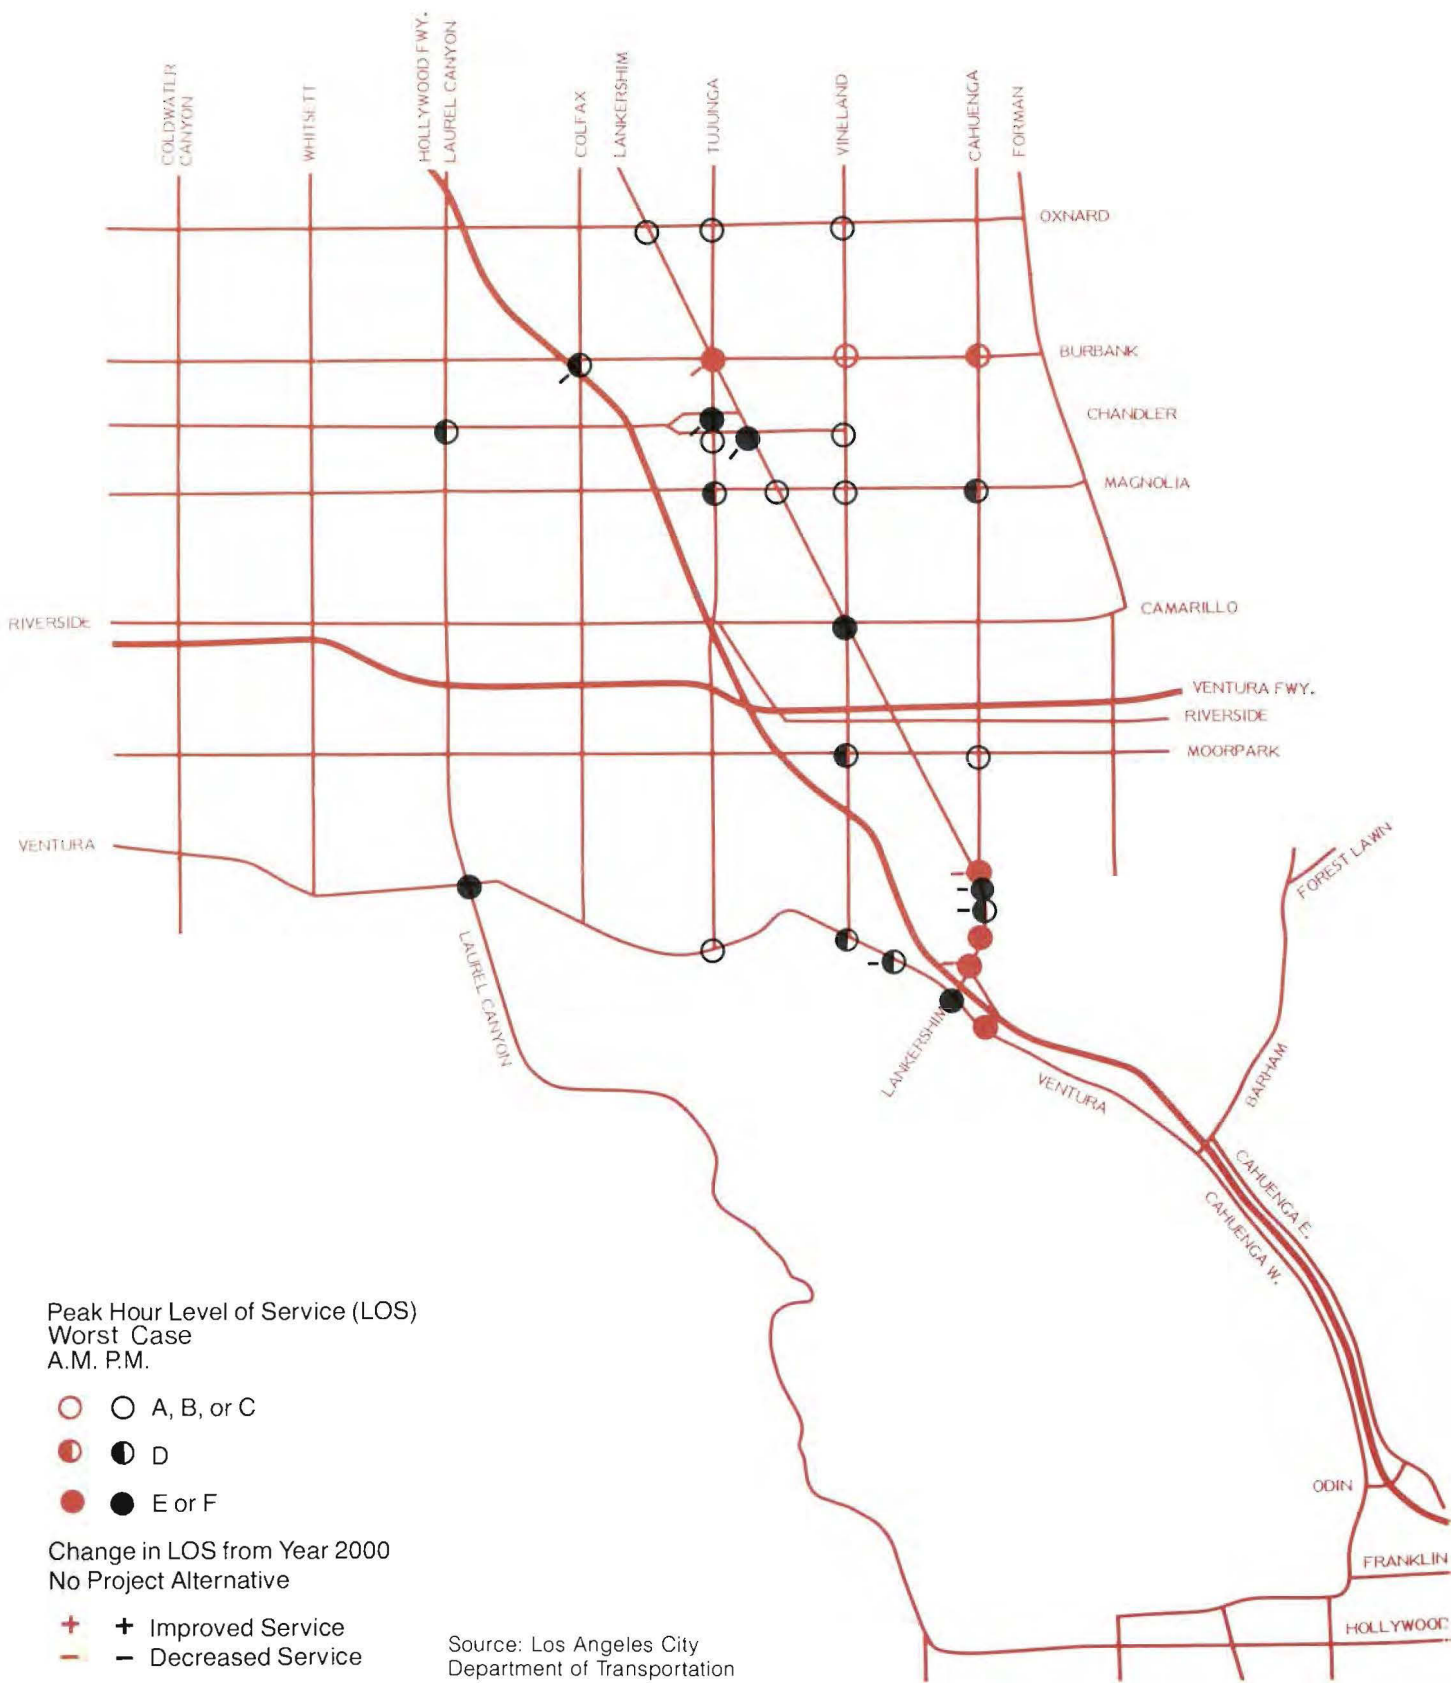 COLDWATER
CANYON
WHITSETT
HOLLYWOOD FWY.
LAUREL CANYON
COLFAX
LANKERSHIM
TUJUNGA
VINELAND
CAHUENGA
FORMAN
OXNARD
BURBANK
CHANDLER
MAGNOLIA
CAMARILLO
RIVERSIDE
VENTURA FWY.
RIVERSIDE
MOORPARK
VENTURA
FOREST LAWN
LAUREL CANYON
LANKERSHIM
VENTURA
BARHAM
CAHUENGA E.
CAHUENGA W.
ODIN
FRANKLIN
HOLLYWOOD
Peak Hour Level of Service (LOS)
Worst Case
A.M. P.M.
A, B, or C
D
E or F
Change in LOS from Year 2000
No Project Alternative
+ + Improved Service
– – Decreased Service
Source: Los Angeles City
Department of Transportation